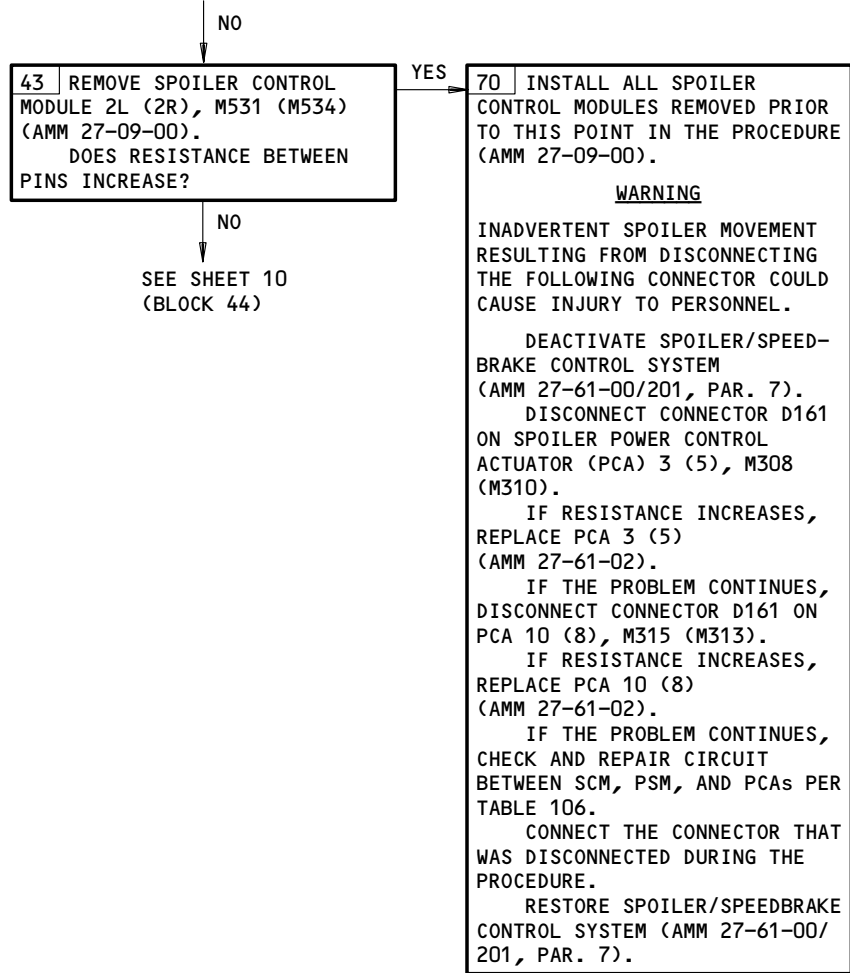 NO
43 REMOVE SPOILER CONTROL
MODULE 2L (2R), M531 (M534)
(AMM 27-09-00).
DOES RESISTANCE BETWEEN
PINS INCREASE?
YES
NO
SEE SHEET 10
(BLOCK 44)
70 INSTALL ALL SPOILER
CONTROL MODULES REMOVED PRIOR
TO THIS POINT IN THE PROCEDURE
(AMM 27-09-00).
WARNING
INADVERTENT SPOILER MOVEMENT
RESULTING FROM DISCONNECTING
THE FOLLOWING CONNECTOR COULD
CAUSE INJURY TO PERSONNEL.
DEACTIVATE SPOILER/SPEED-
BRAKE CONTROL SYSTEM
(AMM 27-61-00/201, PAR. 7).
DISCONNECT CONNECTOR D161
ON SPOILER POWER CONTROL
ACTUATOR (PCA) 3 (5), M308
(M310).
IF RESISTANCE INCREASES,
REPLACE PCA 3 (5)
(AMM 27-61-02).
IF THE PROBLEM CONTINUES,
DISCONNECT CONNECTOR D161 ON
PCA 10 (8), M315 (M313).
IF RESISTANCE INCREASES,
REPLACE PCA 10 (8)
(AMM 27-61-02).
IF THE PROBLEM CONTINUES,
CHECK AND REPAIR CIRCUIT
BETWEEN SCM, PSM, AND PCAs PER
TABLE 106.
CONNECT THE CONNECTOR THAT
WAS DISCONNECTED DURING THE
PROCEDURE.
RESTORE SPOILER/SPEEDBRAKE
CONTROL SYSTEM (AMM 27-61-00/
201, PAR. 7).